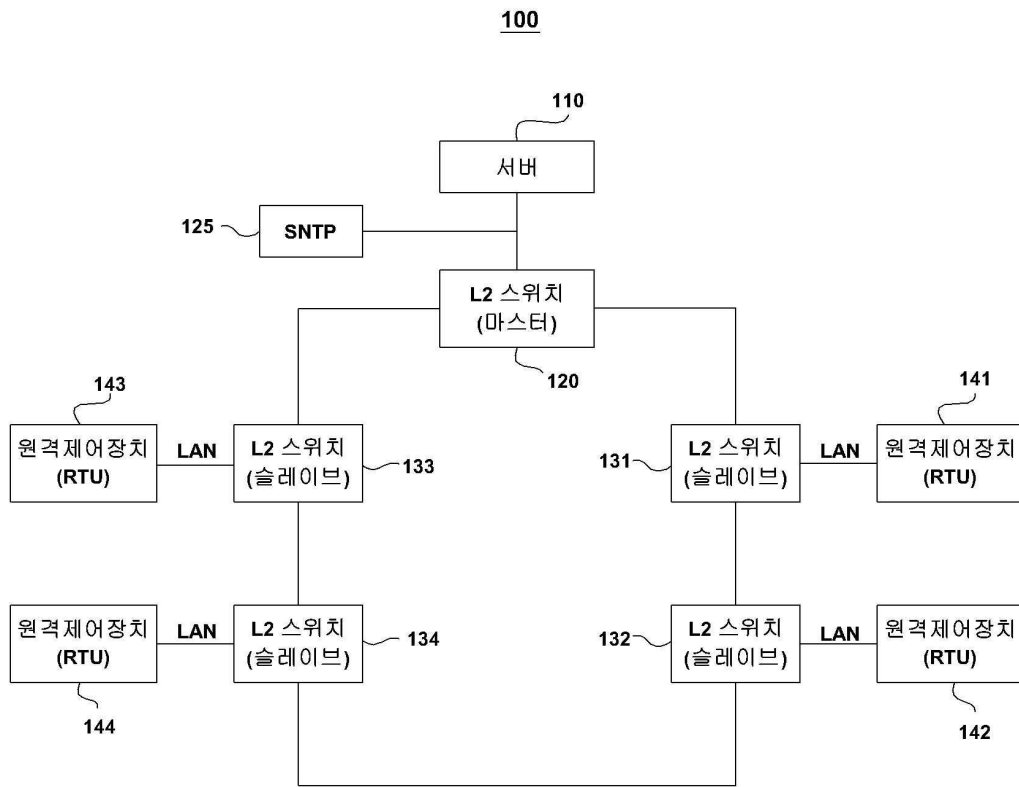 100
110
서버
125
SNTP
L2 스위치
(마스터)
120
143
141
원격제어장치
(RTU)
LAN
L2 스위치
(슬레이브)
133
131
L2 스위치
(슬레이브)
LAN
원격제어장치
(RTU)
원격제어장치
(RTU)
LAN
L2 스위치
(슬레이브)
134
132
L2 스위치
(슬레이브)
LAN
원격제어장치
(RTU)
144
142